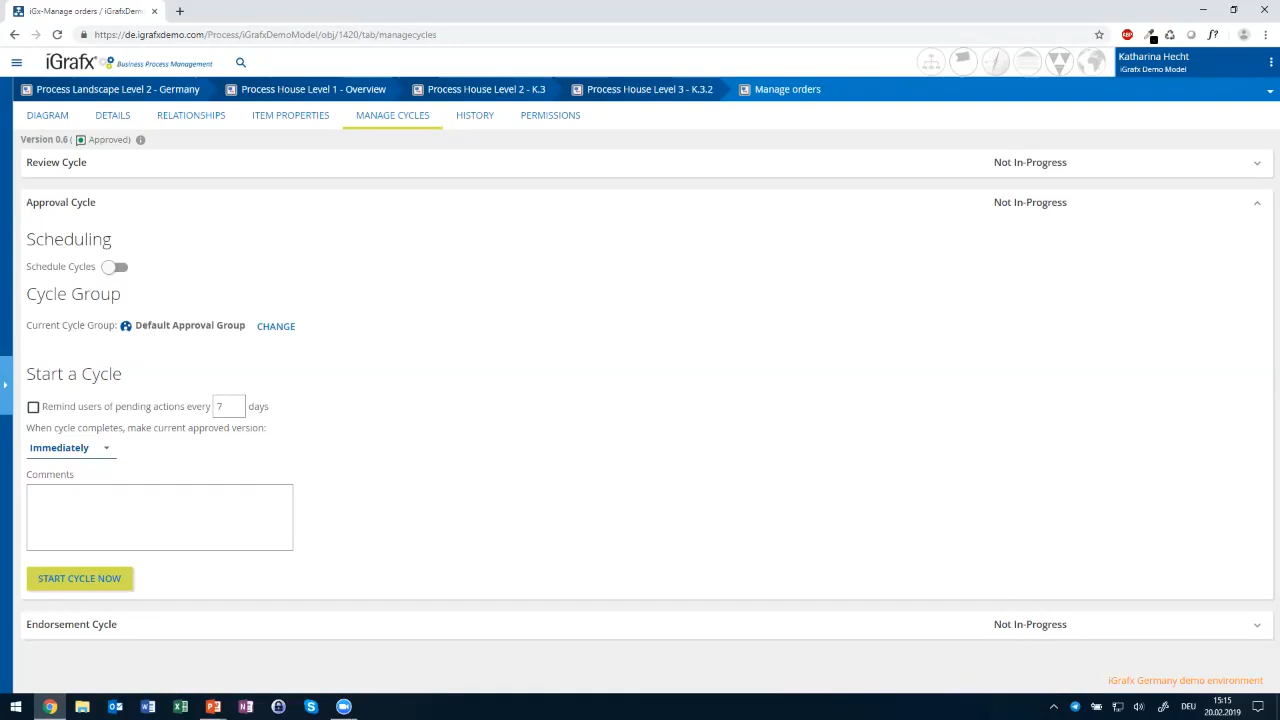 iGx-Manage orders / iGrafxDem
https://de.igrafxdemo.com/Process/iGrafxDemoModel/obj/1420/tab/managecycles
ABP
f?
iGrafx Business Process Management
Katharina Hecht
iGrafx Demo Model
Process Landscape Level 2 - Germany Process House Level 1 - Overview Process House Level 2 - K.3 Process House Level 3 - K.3.2 Manage orders
DIAGRAM DETAILS RELATIONSHIPS ITEM PROPERTIES MANAGE CYCLES HISTORY PERMISSIONS
Version 0.6 ( Approved)
Review Cycle Not In-Progress
Approval Cycle Not In-Progress
Scheduling
Schedule Cycles
Cycle Group
Current Cycle Group: Default Approval Group CHANGE
Start a Cycle
Remind users of pending actions every 7 days
When cycle completes, make current approved version:
Immediately
Comments
START CYCLE NOW
Endorsement Cycle Not In-Progress
iGrafx Germany demo environment
DEU
15:15
20.02.2019